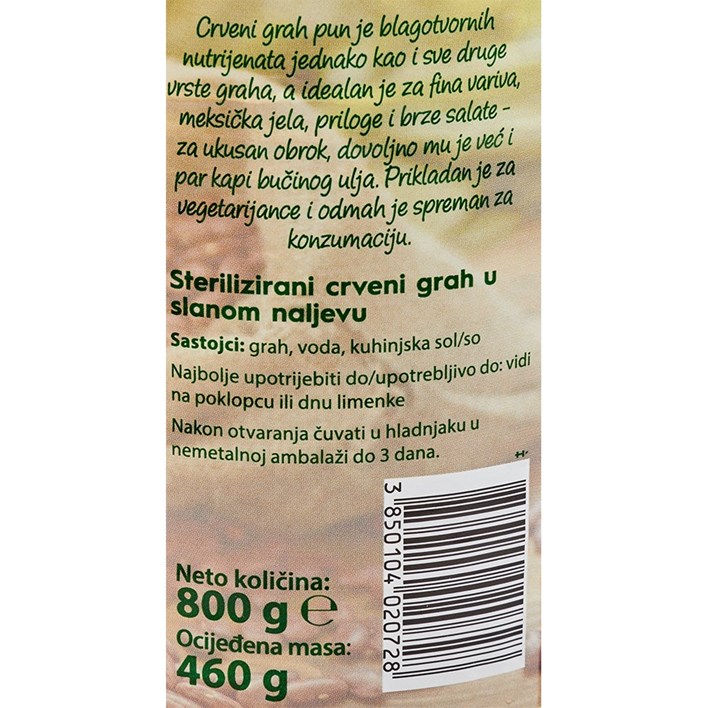 Crveni grah pun je blagotvornih
nutrijenata jednako kao i sve druge
vrste graha, a idealan je za fina variva,
meksička jela, priloge i brze salate -
za ukusan obrok, dovoljno mu je već i
par kapi bučinog ulja. Prikladan je za
vegetarijance i odmah je spreman za
konzumaciju.
Sterilizirani crveni grah u
slanom naljevu
Sastojci: grah, voda, kuhinjska sol/so
Najbolje upotrijebiti do/upotrebljivo do: vidi
na poklopcu ili dnu limenke
Nakon otvaranja čuvati u hladnjaku u
nemetalnoj ambalaži do 3 dana.
3 850104 020728
Neto količina:
800 g ℮
Ocijeđena masa:
460 g